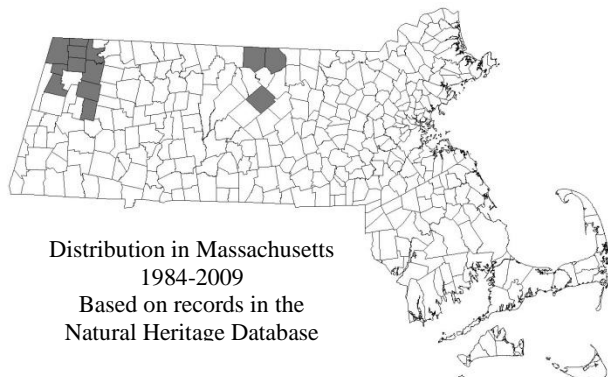 Distribution in Massachusetts
1984-2009
Based on records in the
Natural Heritage Database